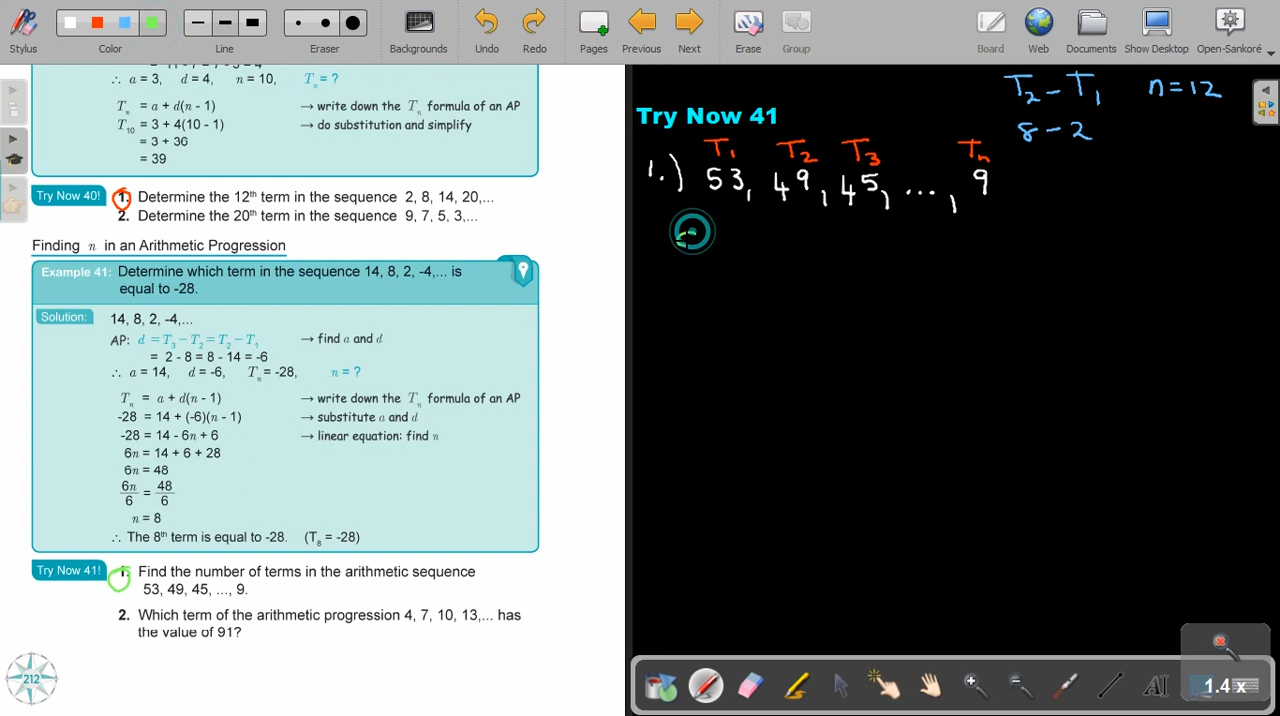 Stylus Color Line Eraser Backgrounds Undo Redo Pages Previous Next Erase Group Board Web Documents Show Desktop Open-Sankoré
∴ a = 3, d = 4, n = 10, Tn = ?
Tn = a + d(n - 1) → write down the Tn formula of an AP
T10 = 3 + 4(10 - 1) → do substitution and simplify
= 3 + 36
= 39
Try Now 40! 1. Determine the 12th term in the sequence 2, 8, 14, 20,...
2. Determine the 20th term in the sequence 9, 7, 5, 3,...
Finding n in an Arithmetic Progression
Example 41: Determine which term in the sequence 14, 8, 2, -4,... is
equal to -28.
Solution: 14, 8, 2, -4,...
AP: d = T3 - T2 = T2 - T1 → find a and d
= 2 - 8 = 8 - 14 = -6
∴ a = 14, d = -6, Tn = -28, n = ?
Tn = a + d(n - 1) → write down the Tn formula of an AP
-28 = 14 + (-6)(n - 1) → substitute a and d
-28 = 14 - 6n + 6 → linear equation: find n
6n = 14 + 6 + 28
6n = 48
6n/6 = 48/6
n = 8
∴ The 8th term is equal to -28. (T8 = -28)
Try Now 41! 1. Find the number of terms in the arithmetic sequence
53, 49, 45, ..., 9.
2. Which term of the arithmetic progression 4, 7, 10, 13,... has
the value of 91?
212
T2 - T1 n=12
8 - 2
Try Now 41
T1 T2 T3 Tn
1.) 53, 49, 45, ..., 9
1.4 x